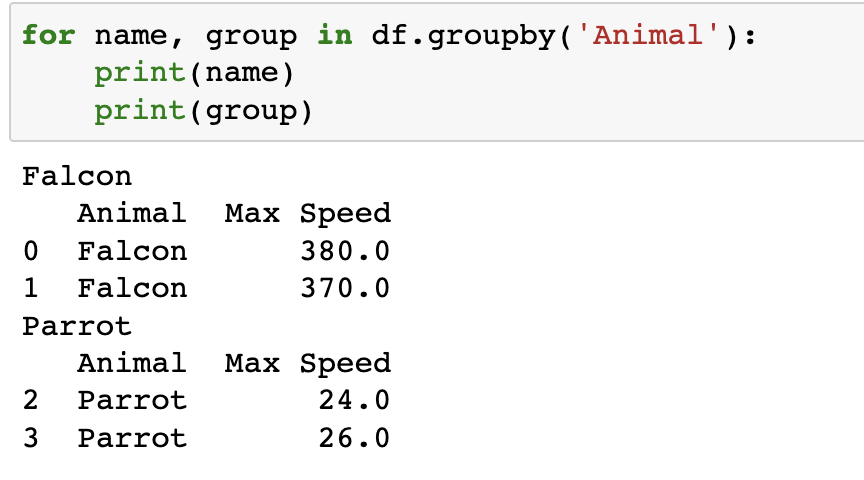 for name, group in df.groupby('Animal'):
    print(name)
    print(group)
Falcon
   Animal  Max Speed
0  Falcon      380.0
1  Falcon      370.0
Parrot
   Animal  Max Speed
2  Parrot       24.0
3  Parrot       26.0